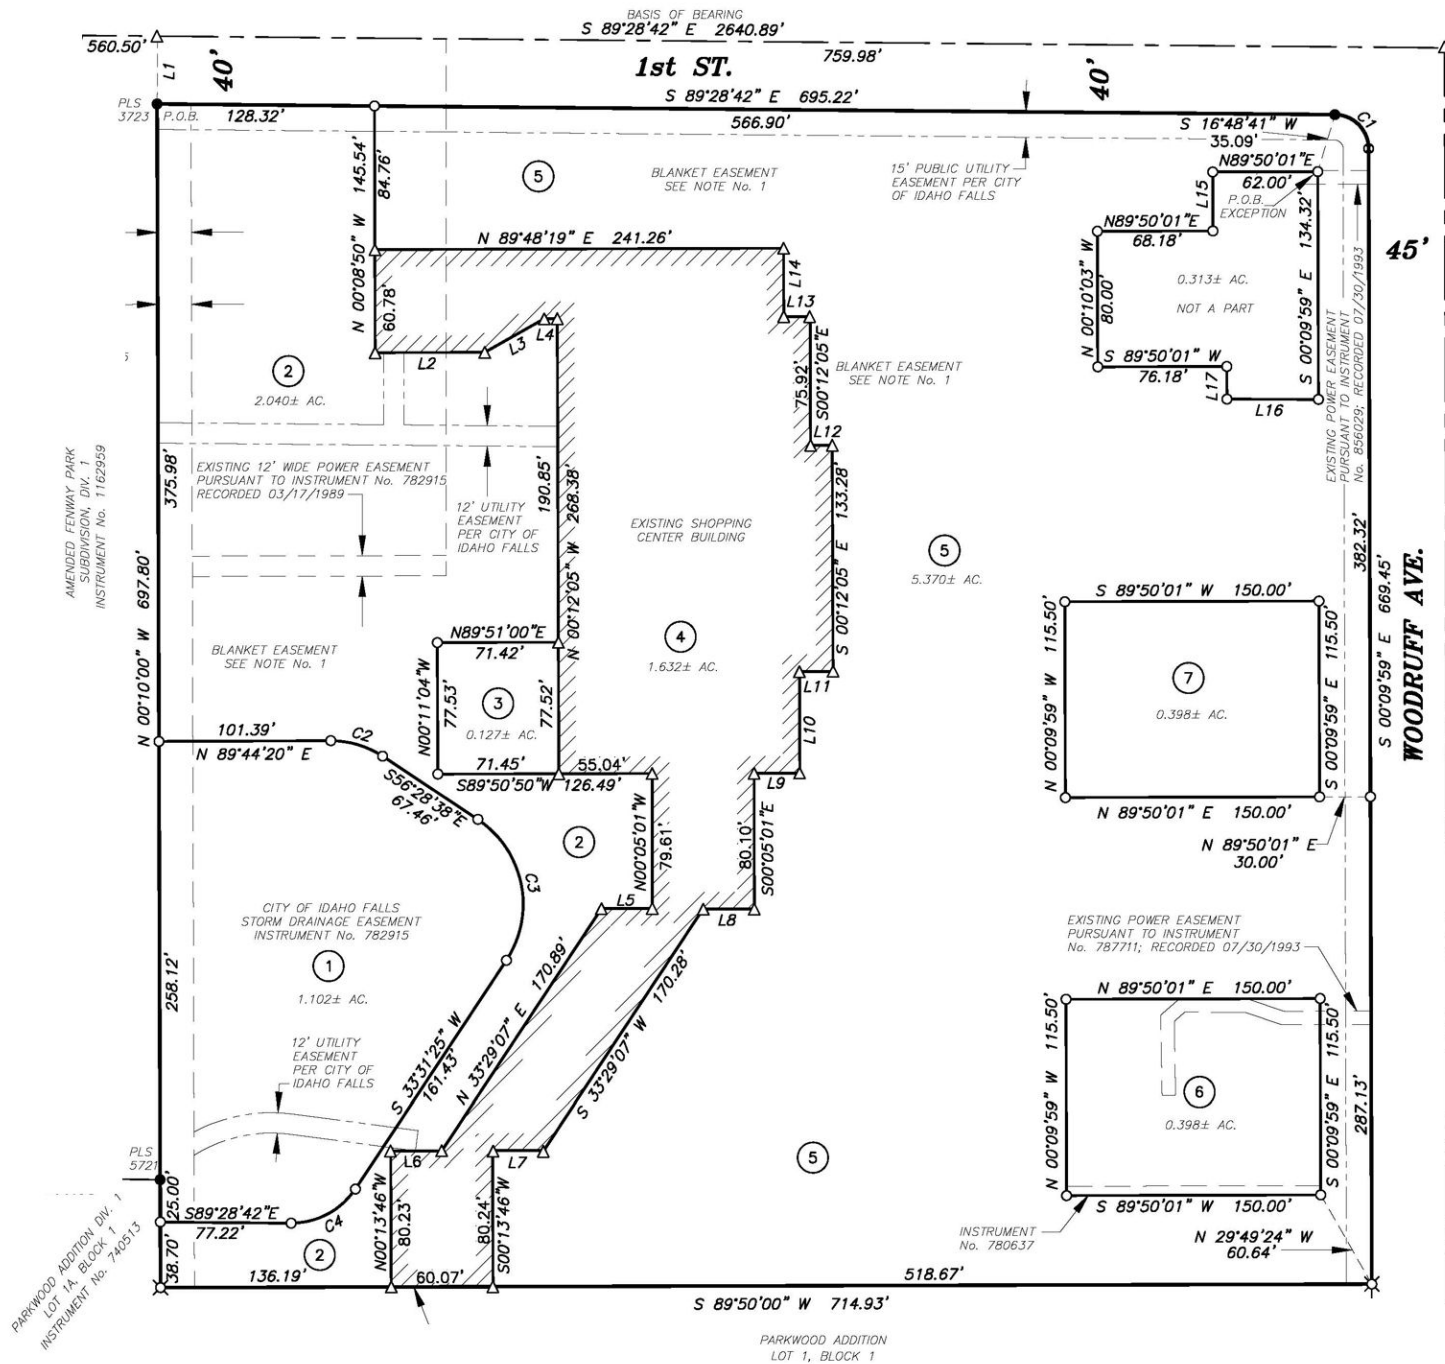 BASIS OF BEARING
S 89°28'42" E 2640.89'
560.50'
759.98'
L1
40'
1st ST.
40'
PLS
3723
P.O.B.
128.32'
S 89°28'42" E 695.22'
566.90'
S 16°48'41" W
35.09'
C1
N 00°08'50" W 145.54'
84.76'
60.78'
5
BLANKET EASEMENT
SEE NOTE No. 1
15' PUBLIC UTILITY
EASEMENT PER CITY
OF IDAHO FALLS
N89°50'01"E
62.00'
L15
P.O.B.
EXCEPTION
N89°50'01"E
68.18'
S 00°09'59" E 134.32'
45'
N 89°48'19" E 241.26'
L14
L13
N 00°10'03" W
80.00'
0.313± AC.
NOT A PART
S 89°50'01" W
76.18'
L17
L16
EXISTING POWER EASEMENT
PURSUANT TO INSTRUMENT
No. 856029; RECORDED 07/30/1993
L2
L3
L4
75.92'
S00°12'05"E
BLANKET EASEMENT
SEE NOTE No. 1
L12
2
2.040± AC.
AMENDED FENWAY PARK
SUBDIVISION, DIV. 1
INSTRUMENT No. 1162959
375.98'
N 00°10'00" W 697.80'
EXISTING 12' WIDE POWER EASEMENT
PURSUANT TO INSTRUMENT No. 782915
RECORDED 03/17/1989
12' UTILITY
EASEMENT
PER CITY OF
IDAHO FALLS
190.85'
N 00°12'05" W 268.38'
EXISTING SHOPPING
CENTER BUILDING
S 00°12'05" E 133.28'
5
5.370± AC.
382.32'
S 00°09'59" E 669.45'
WOODRUFF AVE.
S 89°50'01" W 150.00'
N 00°09'59" W 115.50'
7
0.398± AC.
S 00°09'59" E 115.50'
N 89°50'01" E 150.00'
N 89°50'01" E
30.00'
BLANKET EASEMENT
SEE NOTE No. 1
N89°51'00"E
71.42'
N00°11'04"W
77.53'
3
0.127± AC.
77.52'
71.45'
S89°50'50"W
55.04'
126.49'
4
1.632± AC.
L11
L10
L9
101.39'
N 89°44'20" E
C2
S56°28'38"E
67.46'
2
N00°05'01"W
79.61'
80.10'
S00°05'01"E
C3
L5
L8
CITY OF IDAHO FALLS
STORM DRAINAGE EASEMENT
INSTRUMENT No. 782915
1
1.102± AC.
258.12'
12' UTILITY
EASEMENT
PER CITY OF
IDAHO FALLS
S 33°31'25" W
161.43'
N 33°29'07" E 170.89'
S 33°29'07" W 170.28'
EXISTING POWER EASEMENT
PURSUANT TO INSTRUMENT
No. 787711; RECORDED 07/30/1993
N 89°50'01" E 150.00'
N 00°09'59" W 115.50'
6
0.398± AC.
S 00°09'59" E 115.50'
287.13'
S 89°50'01" W 150.00'
INSTRUMENT
No. 780637
N 29°49'24" W
60.64'
5
PLS
5721
25.00'
S89°28'42"E
77.22'
C4
2
38.70'
136.19'
L6
N00°13'46"W
80.23'
L7
80.24'
S00°13'46"W
60.07'
518.67'
S 89°50'00" W 714.93'
PARKWOOD ADDITION DIV. 1
LOT 1A, BLOCK 1
INSTRUMENT No. 740513
PARKWOOD ADDITION
LOT 1, BLOCK 1